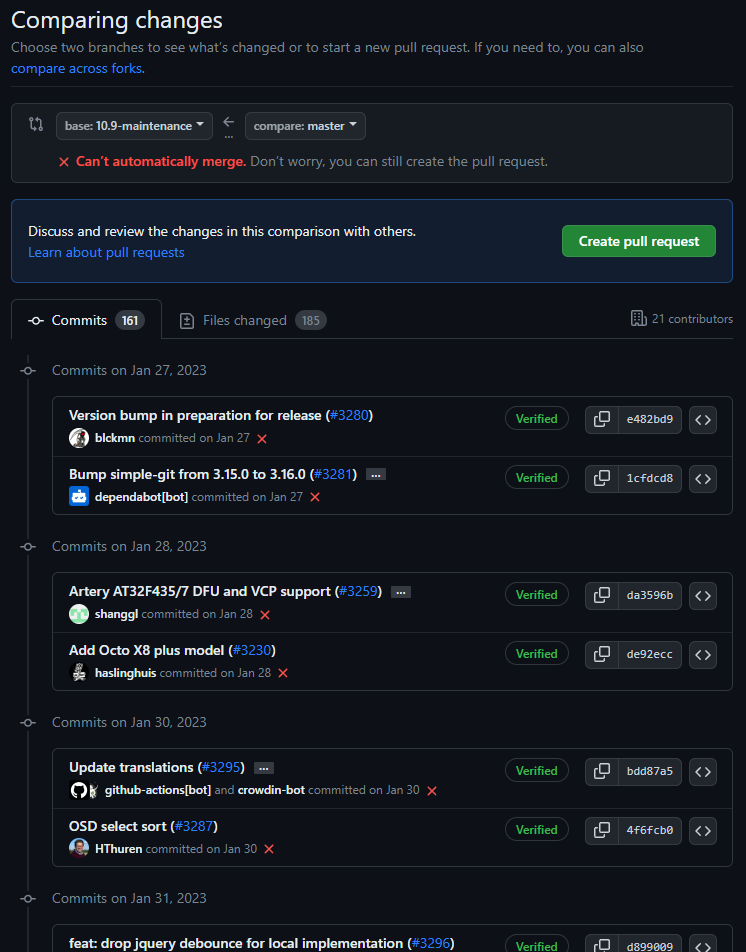 Comparing changes
Choose two branches to see what's changed or to start a new pull request. If you need to, you can also
compare across forks.
base: 10.9-maintenance ... compare: master
Can't automatically merge. Don't worry, you can still create the pull request.
Discuss and review the changes in this comparison with others.
Learn about pull requests
Create pull request
Commits 161 Files changed 185 21 contributors
Commits on Jan 27, 2023
Version bump in preparation for release (#3280) Verified e482bd9
blckmn committed on Jan 27
Bump simple-git from 3.15.0 to 3.16.0 (#3281) ... Verified 1cfdcd8
dependabot[bot] committed on Jan 27
Commits on Jan 28, 2023
Artery AT32F435/7 DFU and VCP support (#3259) ... Verified da3596b
shanggl committed on Jan 28
Add Octo X8 plus model (#3230) Verified de92ecc
haslinghuis committed on Jan 28
Commits on Jan 30, 2023
Update translations (#3295) ... Verified bdd87a5
github-actions[bot] and crowdin-bot committed on Jan 30
OSD select sort (#3287) Verified 4f6fcb0
HThuren committed on Jan 30
Commits on Jan 31, 2023
feat: drop jquery debounce for local implementation (#3296) Verified d899009